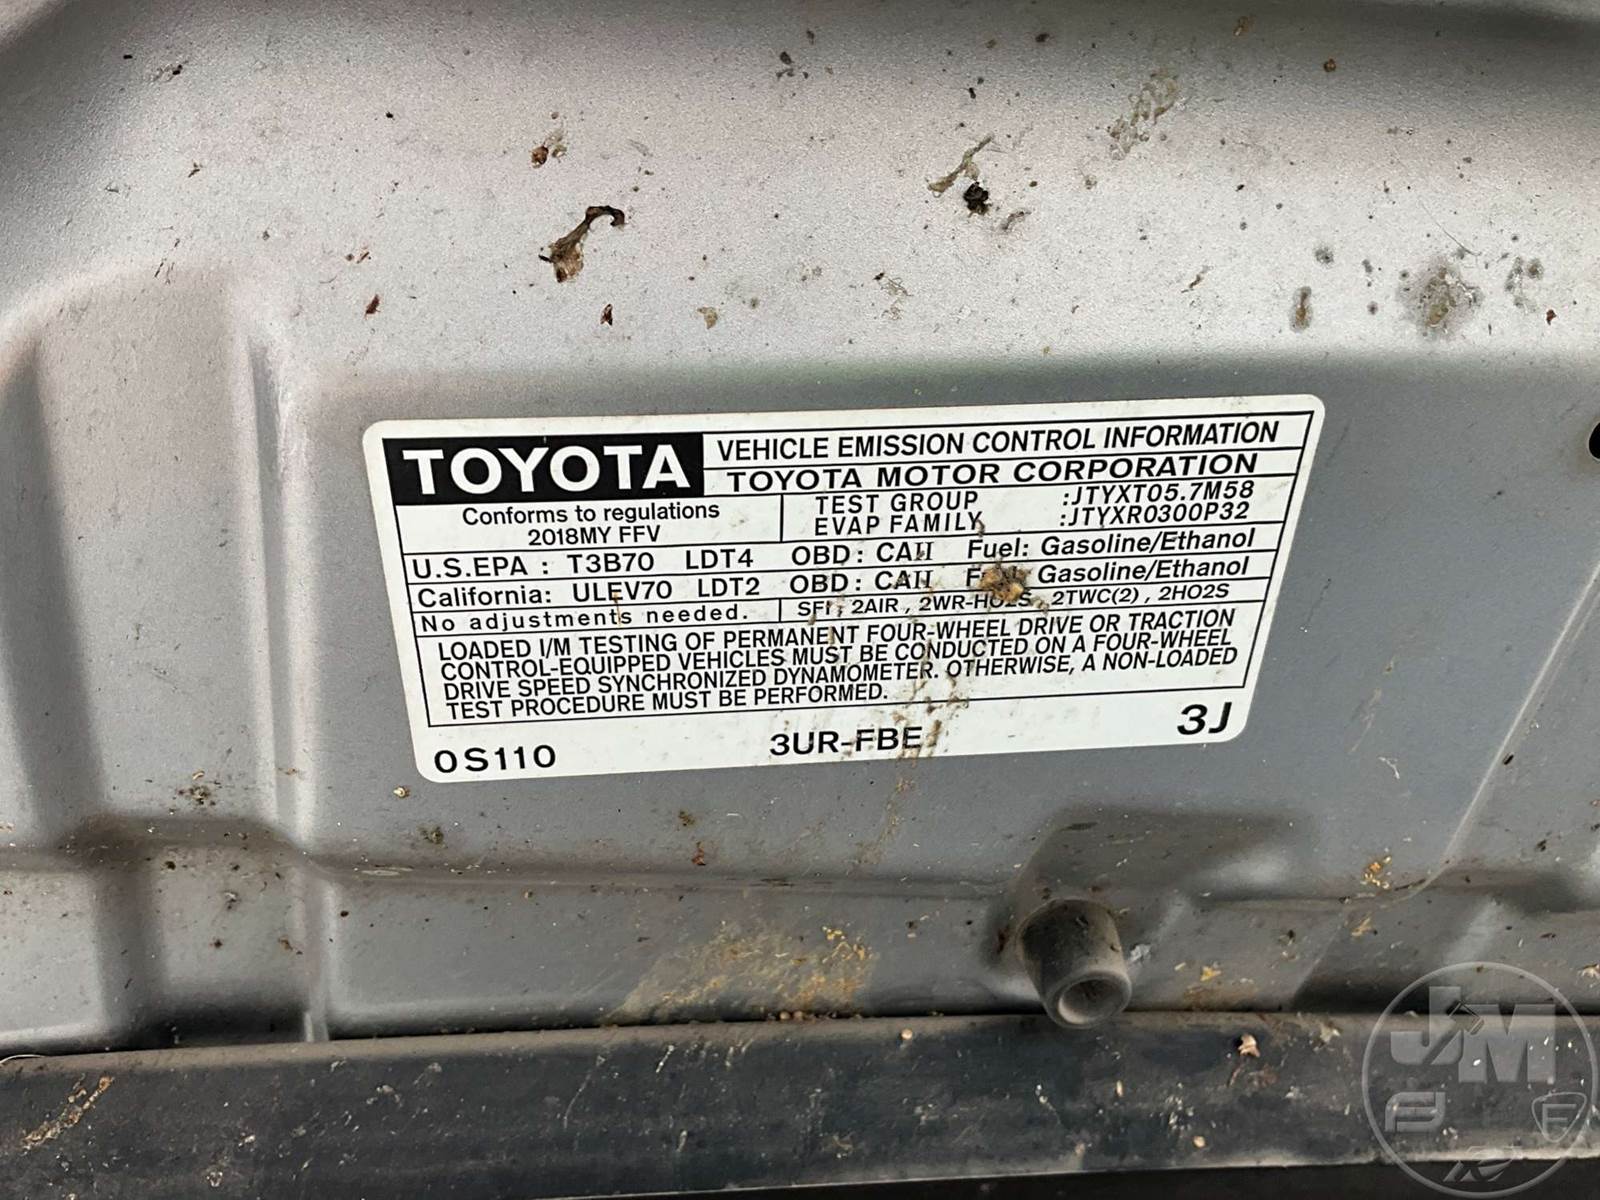 TOYOTA
VEHICLE EMISSION CONTROL INFORMATION
TOYOTA MOTOR CORPORATION
Conforms to regulations
2018MY FFV
TEST GROUP :JTYXT05.7M58
EVAP FAMILY :JTYXR0300P32
U.S.EPA : T3B70 LDT4 OBD: CAII Fuel: Gasoline/Ethanol
California: ULEV70 LDT2 OBD: CAII Fuel: Gasoline/Ethanol
No adjustments needed. SFI, 2AIR, 2WR-HO2S, 2TWC(2), 2HO2S
LOADED I/M TESTING OF PERMANENT FOUR-WHEEL DRIVE OR TRACTION
CONTROL-EQUIPPED VEHICLES MUST BE CONDUCTED ON A FOUR-WHEEL
DRIVE SPEED SYNCHRONIZED DYNAMOMETER. OTHERWISE, A NON-LOADED
TEST PROCEDURE MUST BE PERFORMED.
0S110 3UR-FBE 3J
JM